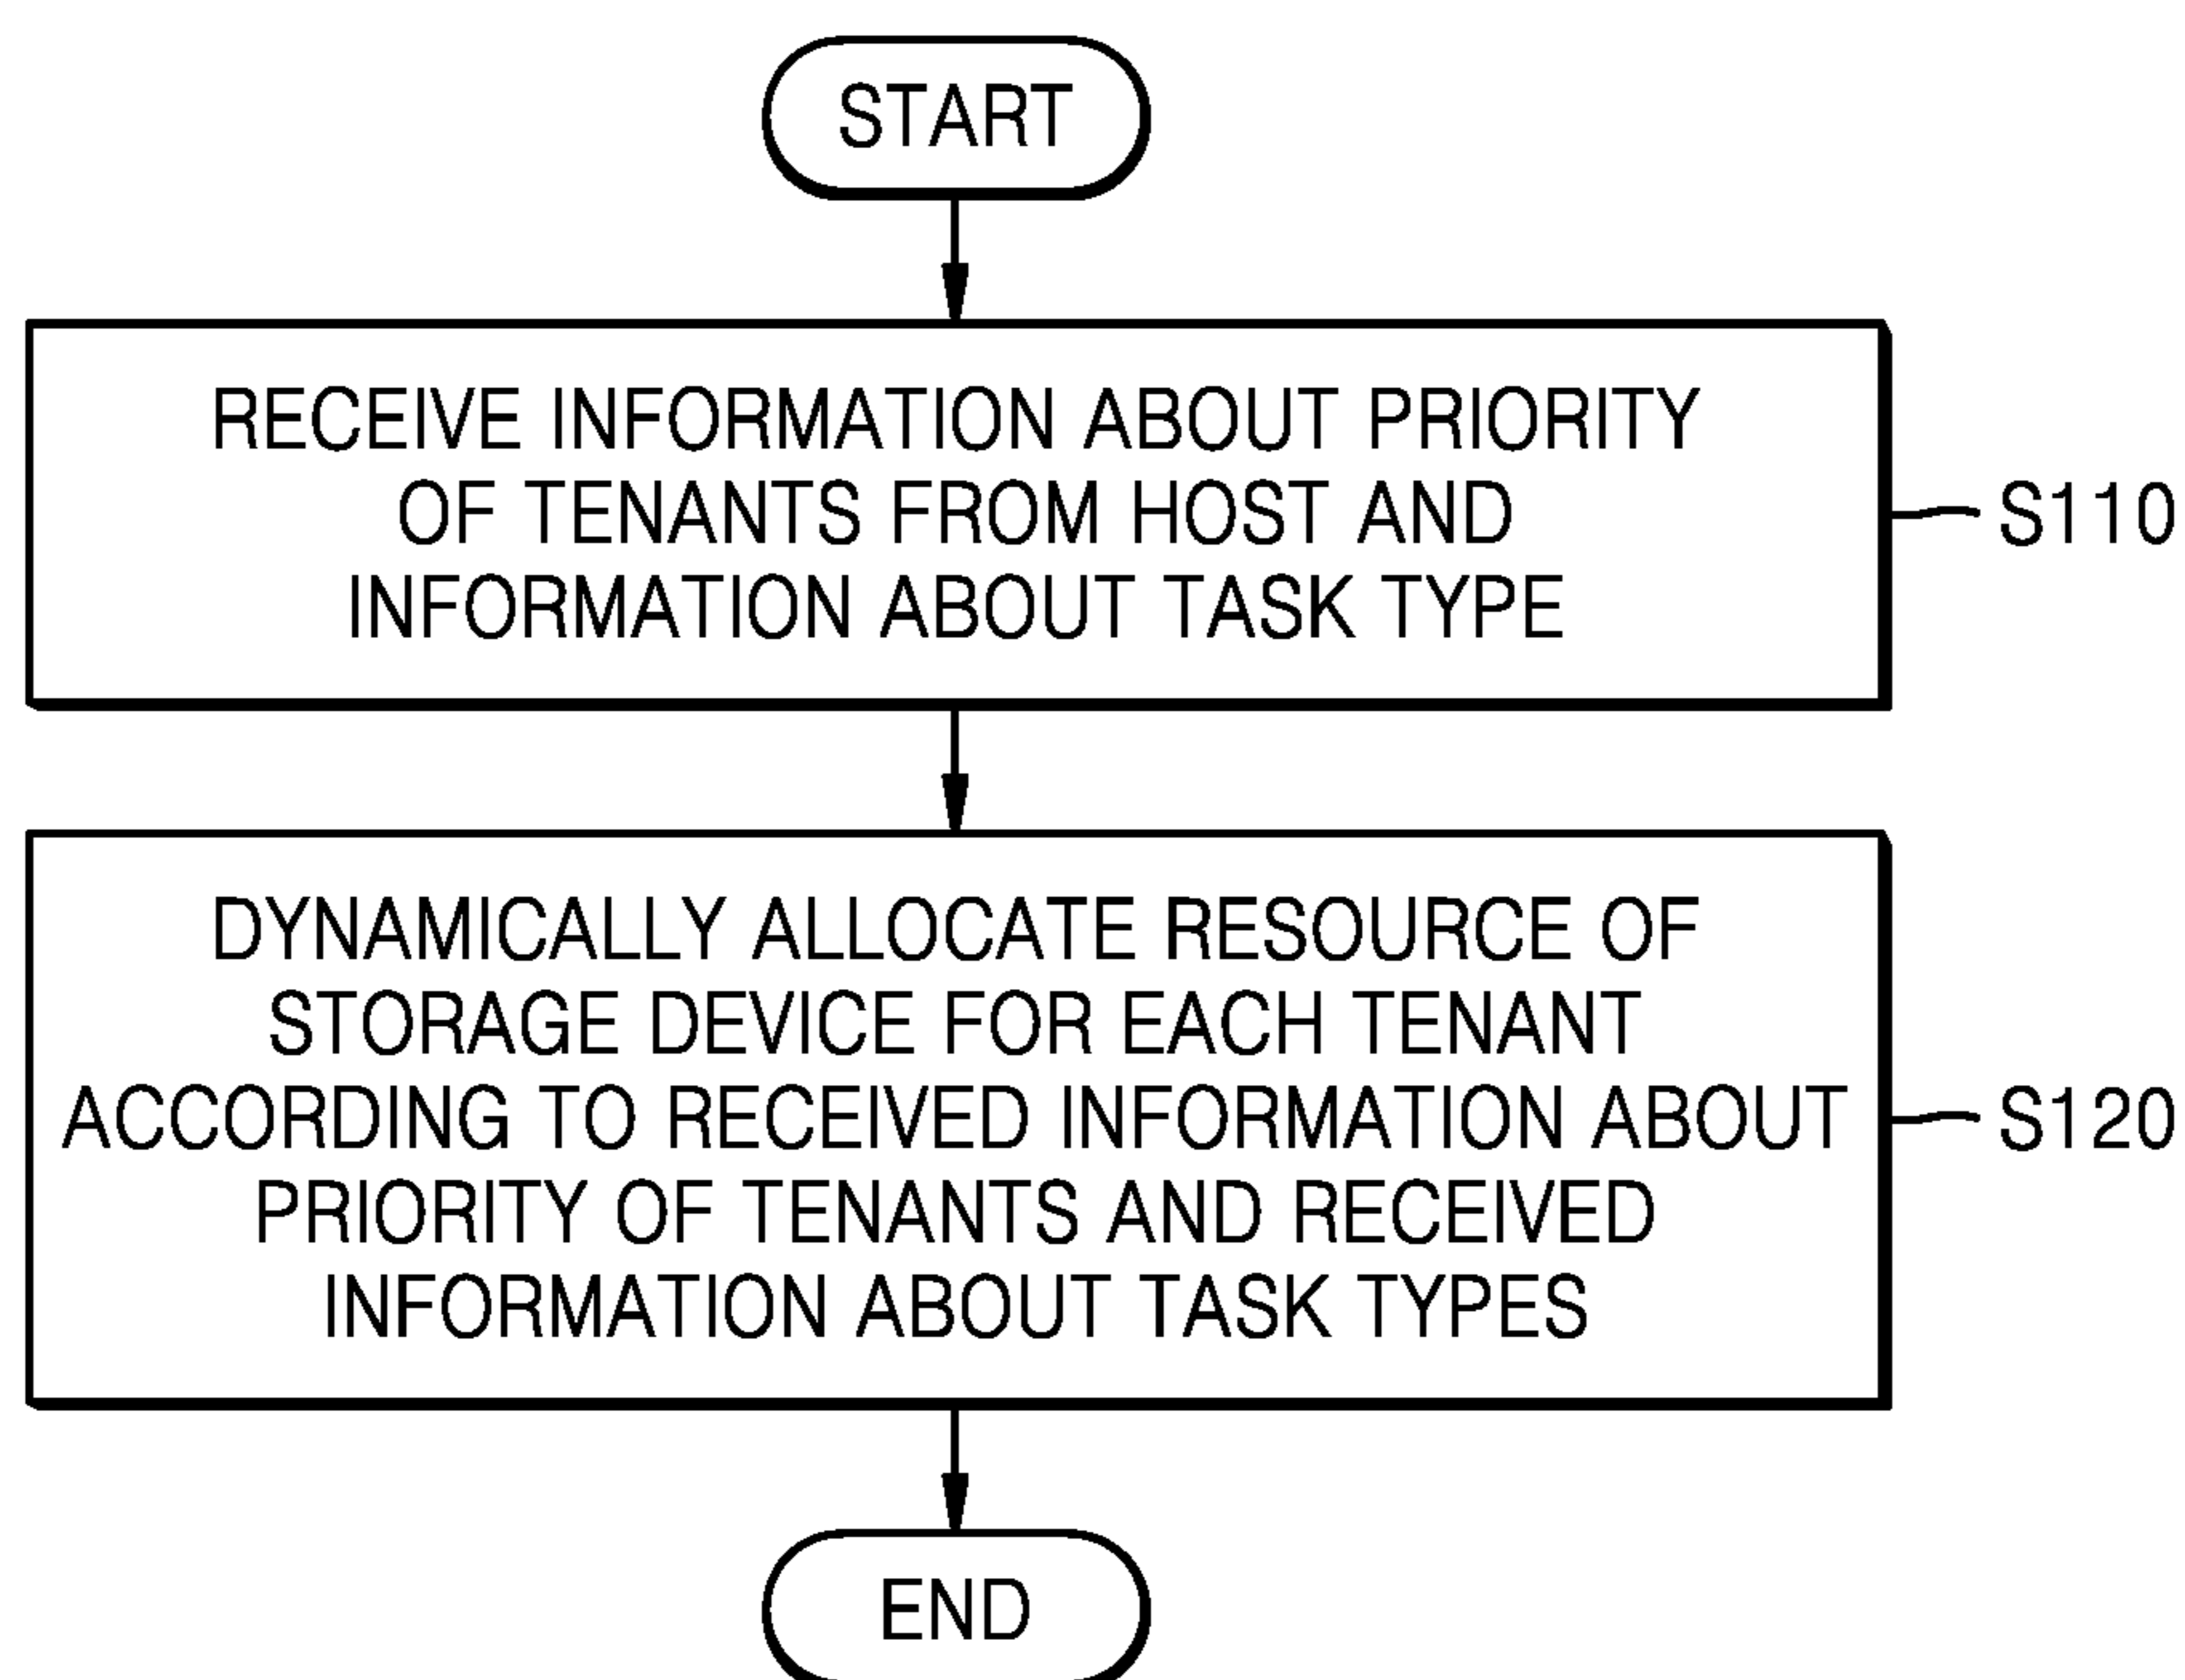 START
RECEIVE INFORMATION ABOUT PRIORITY
OF TENANTS FROM HOST AND
INFORMATION ABOUT TASK TYPE
S110
DYNAMICALLY ALLOCATE RESOURCE OF
STORAGE DEVICE FOR EACH TENANT
ACCORDING TO RECEIVED INFORMATION ABOUT
PRIORITY OF TENANTS AND RECEIVED
INFORMATION ABOUT TASK TYPES
S120
END